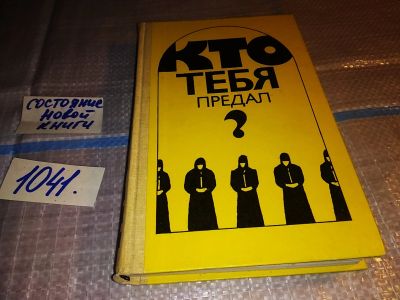 КТО
ТЕБЯ
ПРЕДАЛ
?
состояние
новой
книги
1041.